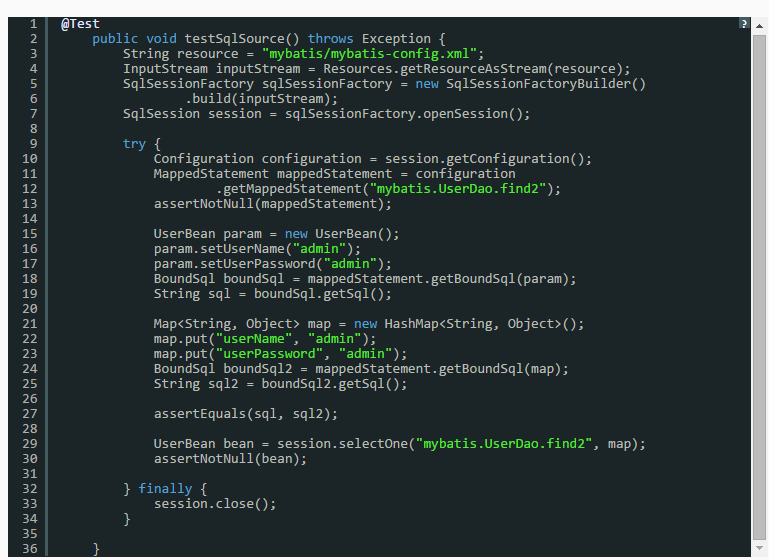 1 @Test
2     public void testSqlSource() throws Exception {
3         String resource = "mybatis/mybatis-config.xml";
4         InputStream inputStream = Resources.getResourceAsStream(resource);
5         SqlSessionFactory sqlSessionFactory = new SqlSessionFactoryBuilder()
6                 .build(inputStream);
7         SqlSession session = sqlSessionFactory.openSession();
8
9         try {
10             Configuration configuration = session.getConfiguration();
11             MappedStatement mappedStatement = configuration
12                     .getMappedStatement("mybatis.UserDao.find2");
13             assertNotNull(mappedStatement);
14
15             UserBean param = new UserBean();
16             param.setUserName("admin");
17             param.setUserPassword("admin");
18             BoundSql boundSql = mappedStatement.getBoundSql(param);
19             String sql = boundSql.getSql();
20
21             Map<String, Object> map = new HashMap<String, Object>();
22             map.put("userName", "admin");
23             map.put("userPassword", "admin");
24             BoundSql boundSql2 = mappedStatement.getBoundSql(map);
25             String sql2 = boundSql2.getSql();
26
27             assertEquals(sql, sql2);
28
29             UserBean bean = session.selectOne("mybatis.UserDao.find2", map);
30             assertNotNull(bean);
31
32         } finally {
33             session.close();
34         }
35
36     }
?